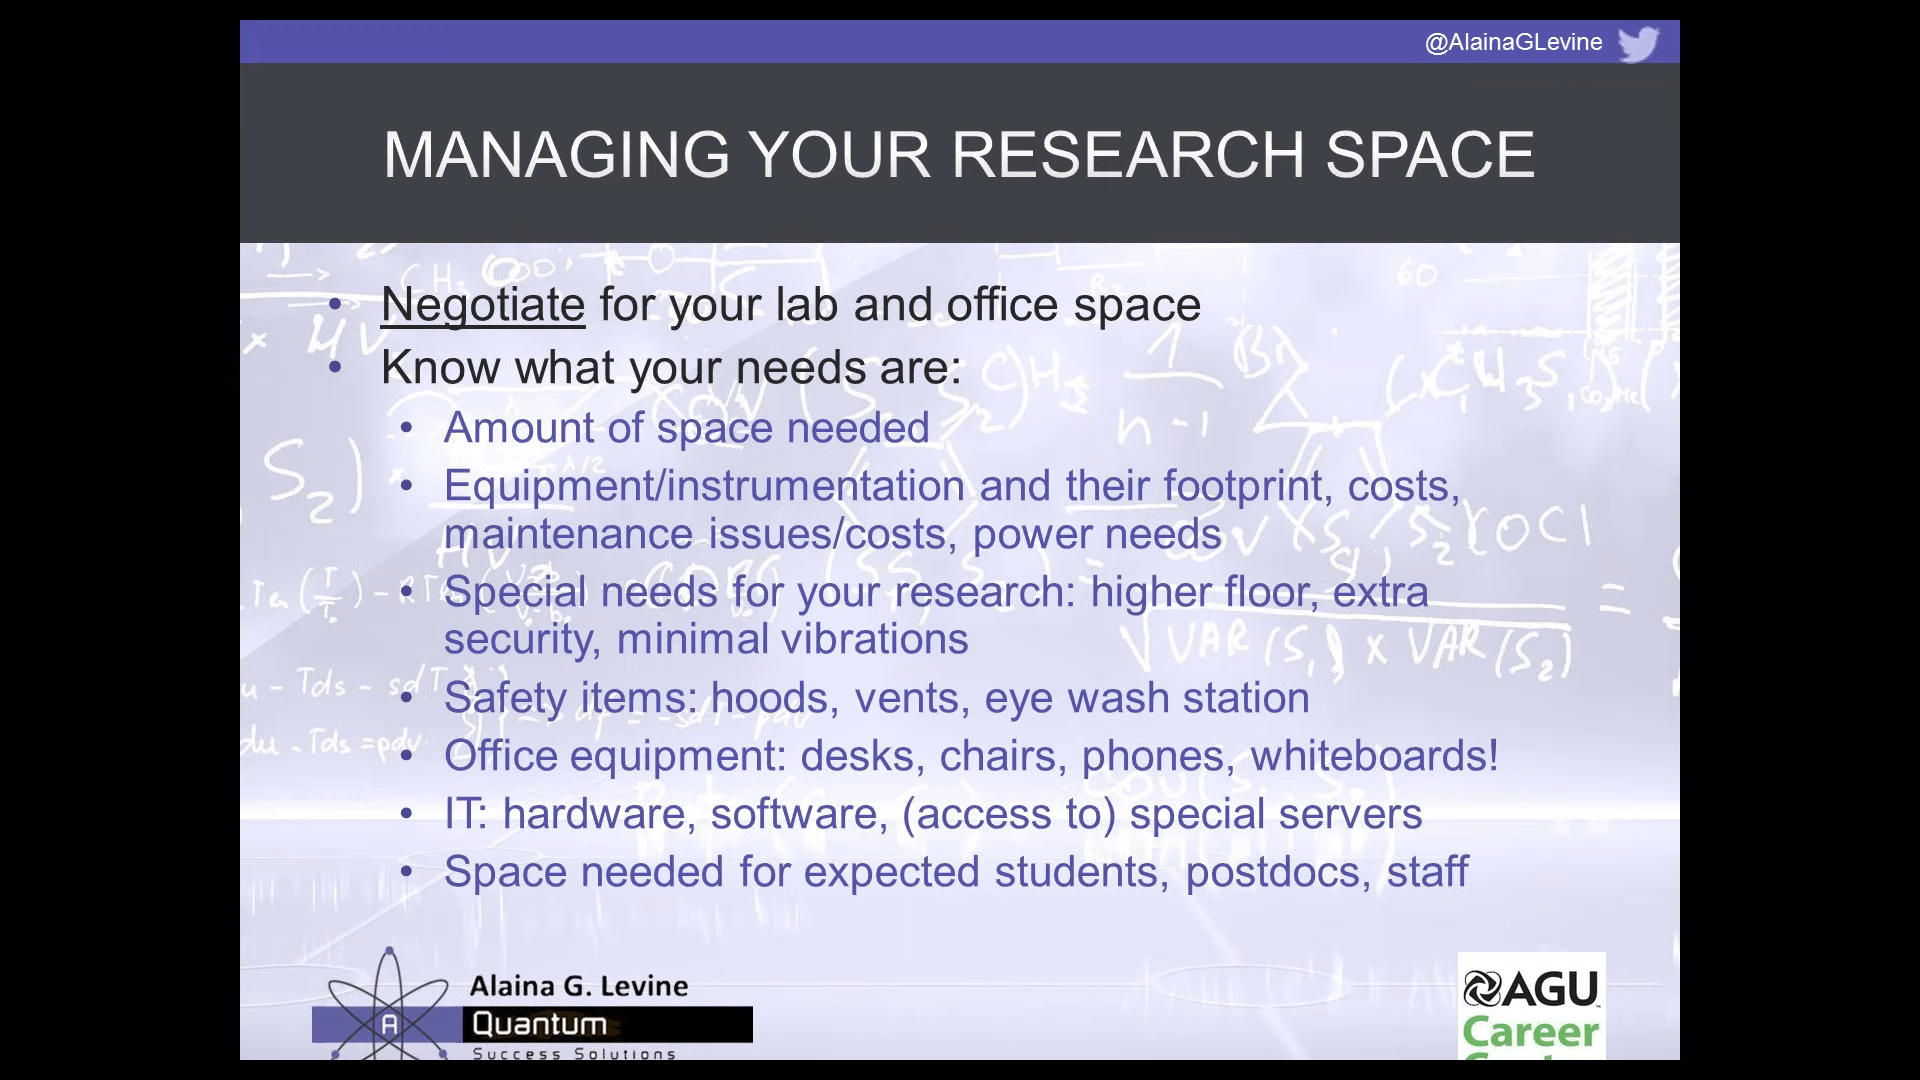 @AlainaGLevine
MANAGING YOUR RESEARCH SPACE
• Negotiate for your lab and office space
• Know what your needs are:
• Amount of space needed
• Equipment/instrumentation and their footprint, costs,
maintenance issues/costs, power needs
• Special needs for your research: higher floor, extra
security, minimal vibrations
• Safety items: hoods, vents, eye wash station
• Office equipment: desks, chairs, phones, whiteboards!
• IT: hardware, software, (access to) special servers
• Space needed for expected students, postdocs, staff
Alaina G. Levine
A
Quantum
Success Solutions
AGU
Career